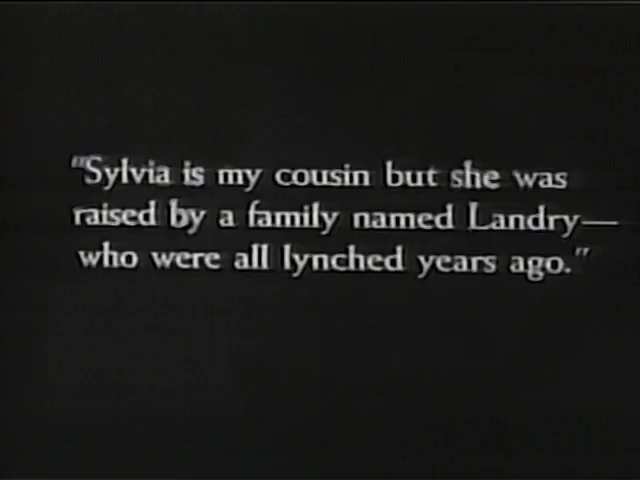 "Sylvia is my cousin but she was
raised by a family named Landry—
who were all lynched years ago."